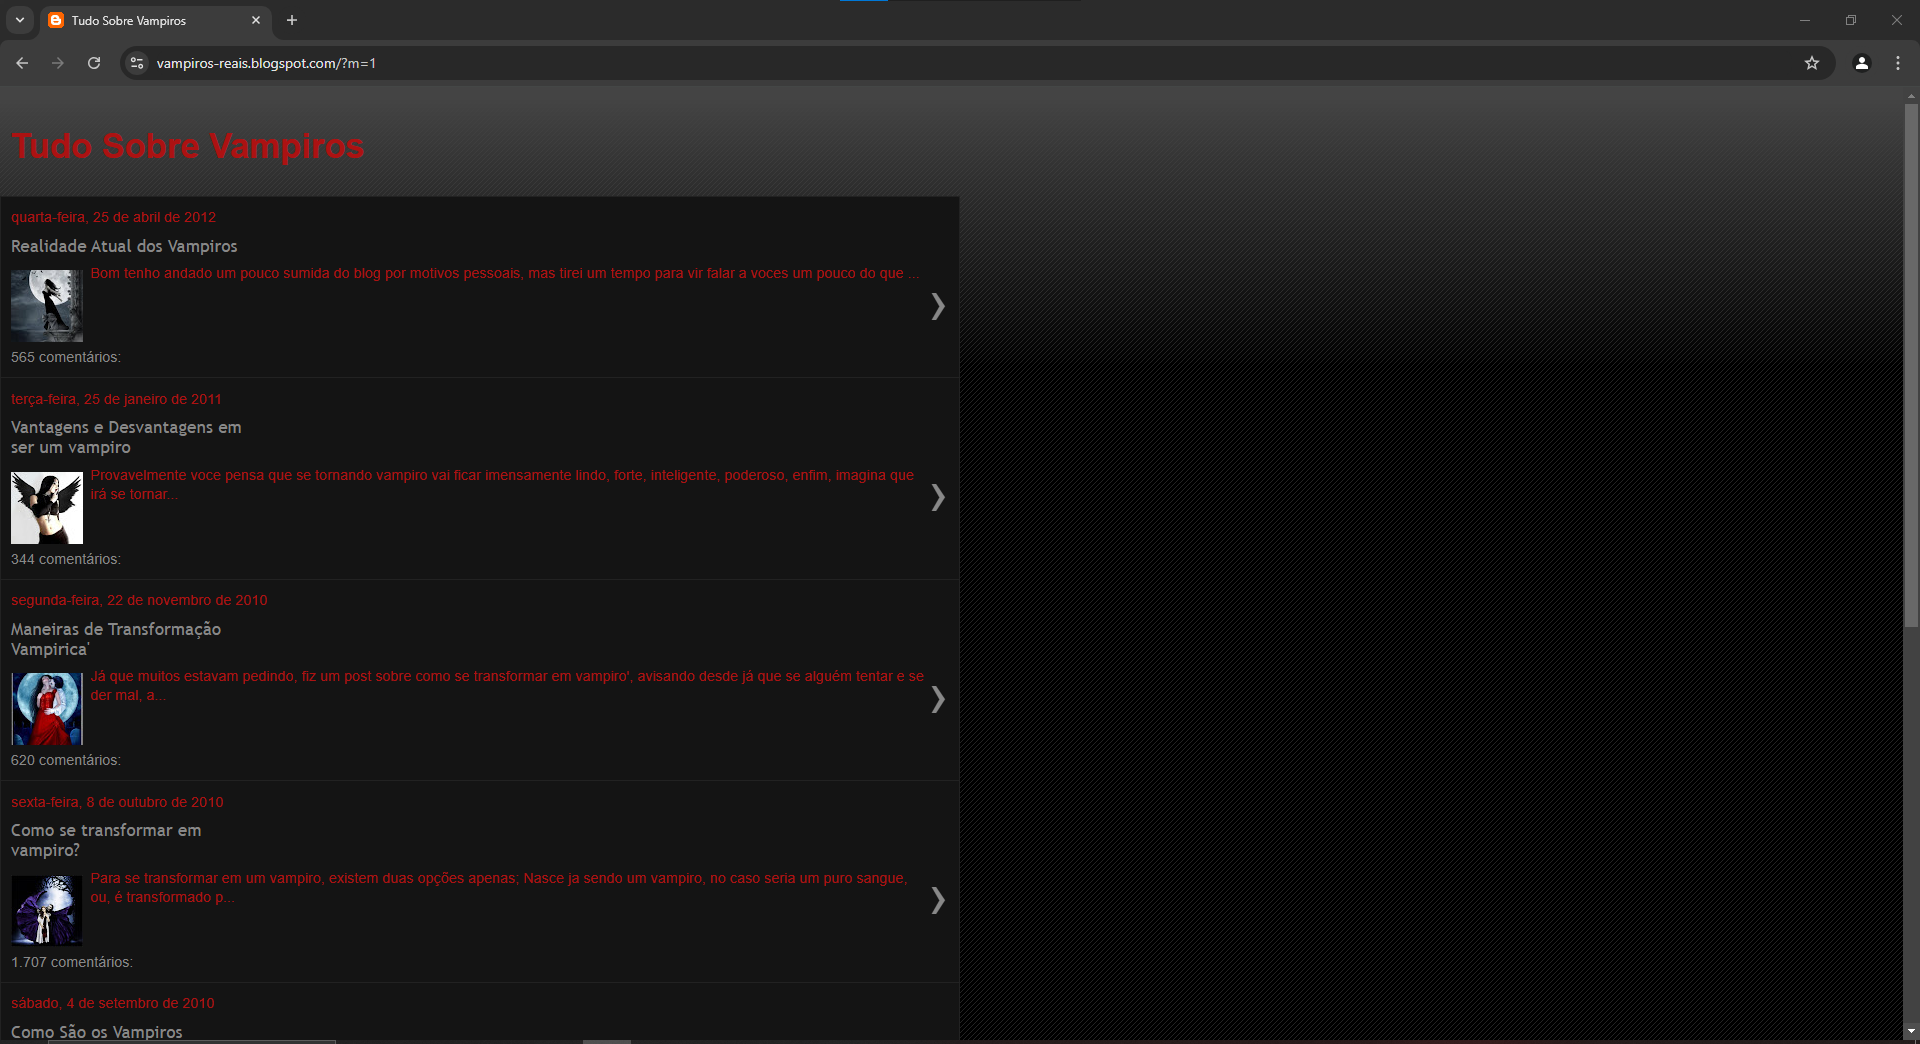 Tudo Sobre Vampiros
vampiros-reais.blogspot.com/?m=1
Tudo Sobre Vampiros
quarta-feira, 25 de abril de 2012
Realidade Atual dos Vampiros
Bom tenho andado um pouco sumida do blog por motivos pessoais, mas tirei um tempo para vir falar a voces um pouco do que ...
565 comentários:
terça-feira, 25 de janeiro de 2011
Vantagens e Desvantagens em
ser um vampiro
Provavelmente voce pensa que se tornando vampiro vai ficar imensamente lindo, forte, inteligente, poderoso, enfim, imagina que
irá se tornar...
344 comentários:
segunda-feira, 22 de novembro de 2010
Maneiras de Transformação
Vampirica'
Já que muitos estavam pedindo, fiz um post sobre como se transformar em vampiro', avisando desde já que se alguém tentar e se
der mal, a...
620 comentários:
sexta-feira, 8 de outubro de 2010
Como se transformar em
vampiro?
Para se transformar em um vampiro, existem duas opções apenas; Nasce ja sendo um vampiro, no caso seria um puro sangue,
ou, é transformado p...
1.707 comentários:
sábado, 4 de setembro de 2010
Como São os Vampiros